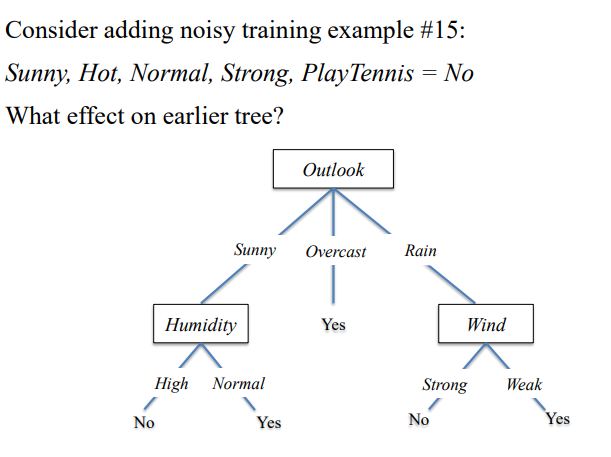 Consider adding noisy training example #15:
Sunny, Hot, Normal, Strong, PlayTennis = No
What effect on earlier tree?
Outlook
Sunny Overcast Rain
Humidity Yes Wind
High Normal Strong Weak
No Yes No Yes